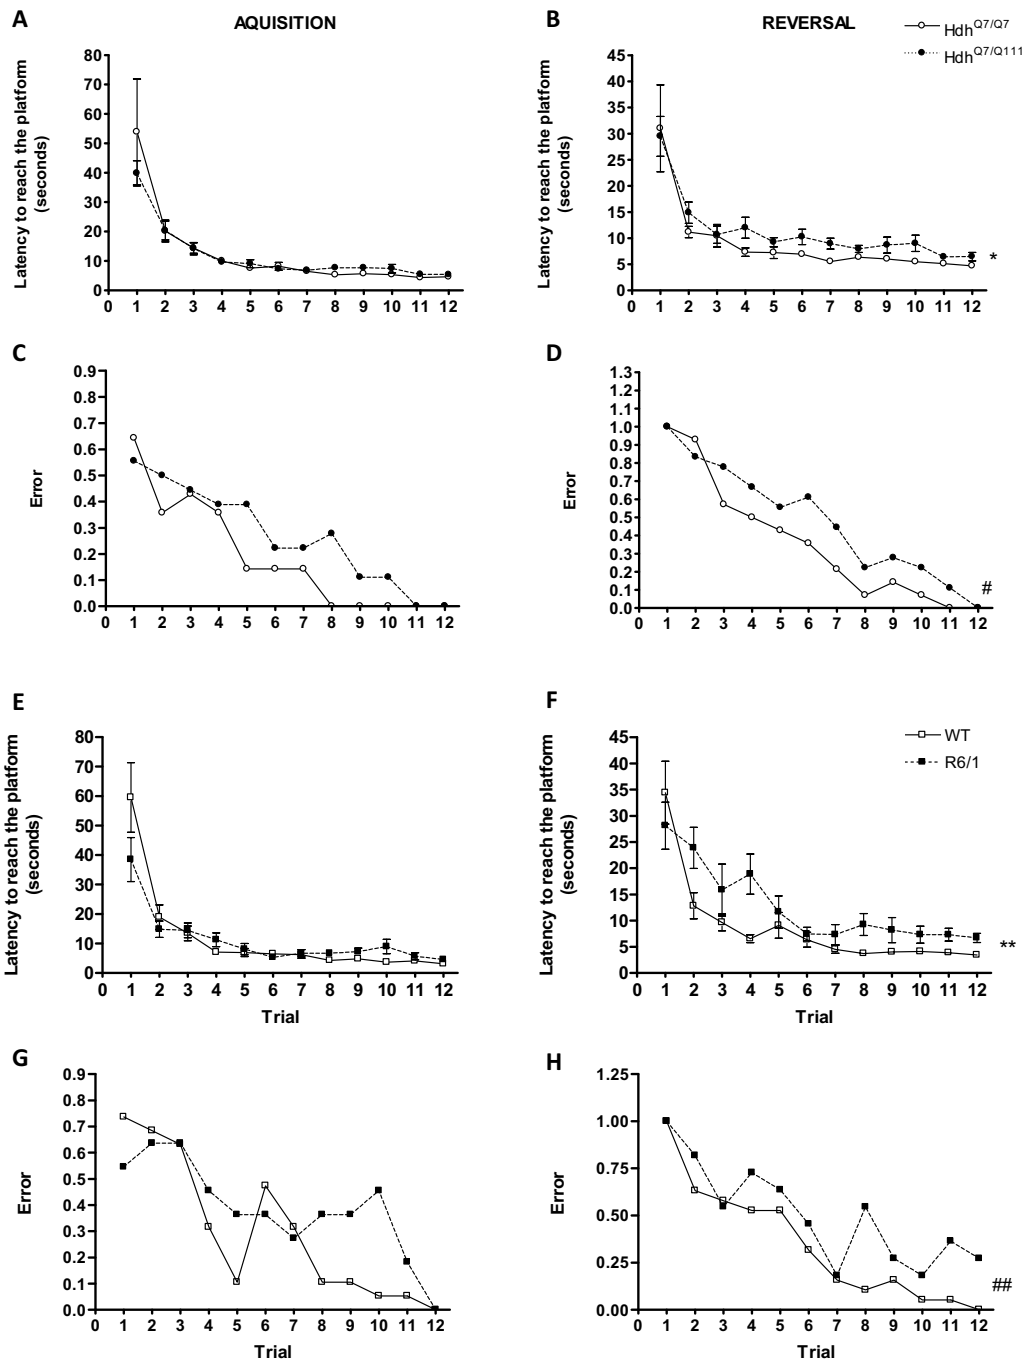 A
AQUISITION
B
REVERSAL
Hdh^Q7/Q7
Hdh^Q7/Q111
Latency to reach the platform
(seconds)
80
70
60
50
40
30
20
10
0
0 1 2 3 4 5 6 7 8 9 10 11 12
Latency to reach the platform
(seconds)
45
40
35
30
25
20
15
10
5
0
0 1 2 3 4 5 6 7 8 9 10 11 12
*
C
Error
0.9
0.8
0.7
0.6
0.5
0.4
0.3
0.2
0.1
0.0
0 1 2 3 4 5 6 7 8 9 10 11 12
D
Error
1.3
1.2
1.1
1.0
0.9
0.8
0.7
0.6
0.5
0.4
0.3
0.2
0.1
0.0
0 1 2 3 4 5 6 7 8 9 10 11 12
#
E
Latency to reach the platform
(seconds)
80
70
60
50
40
30
20
10
0
0 1 2 3 4 5 6 7 8 9 10 11 12
Trial
F
WT
R6/1
Latency to reach the platform
(seconds)
45
40
35
30
25
20
15
10
5
0
0 1 2 3 4 5 6 7 8 9 10 11 12
Trial
**
G
Error
0.9
0.8
0.7
0.6
0.5
0.4
0.3
0.2
0.1
0.0
0 1 2 3 4 5 6 7 8 9 10 11 12
Trial
H
Error
1.25
1.00
0.75
0.50
0.25
0.00
0 1 2 3 4 5 6 7 8 9 10 11 12
Trial
##